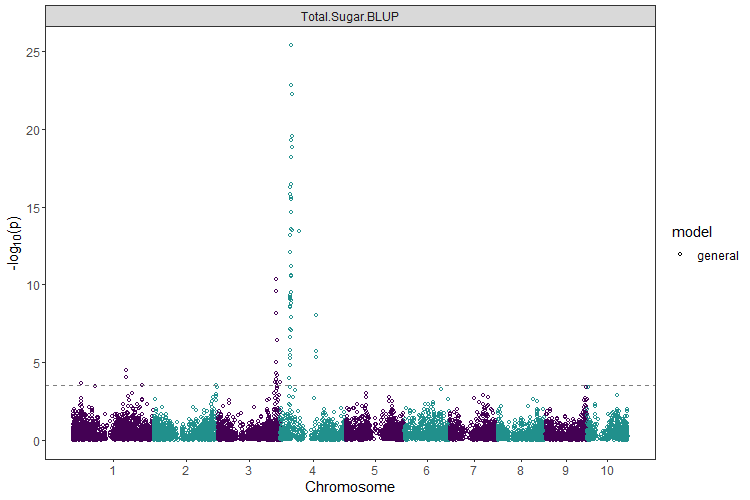 Total.Sugar.BLUP
25
20
15
10
5
0
-log10(p)
1 2 3 4 5 6 7 8 9 10
Chromosome
model
general